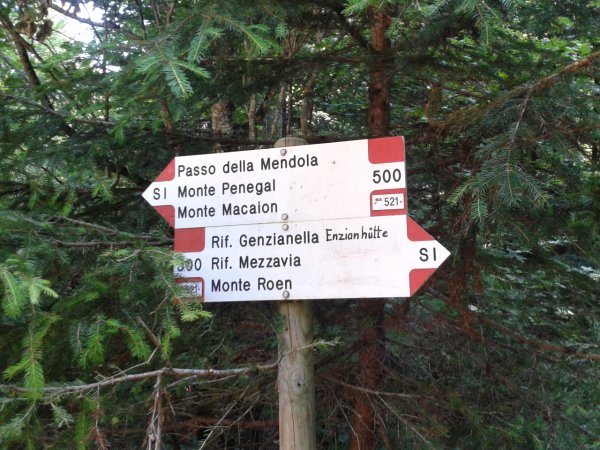 Passo della Mendola
SI Monte Penegal 500
Monte Macaion ex 521
Rif. Genzianella Enzianhütte
500 Rif. Mezzavia SI
Monte Roen